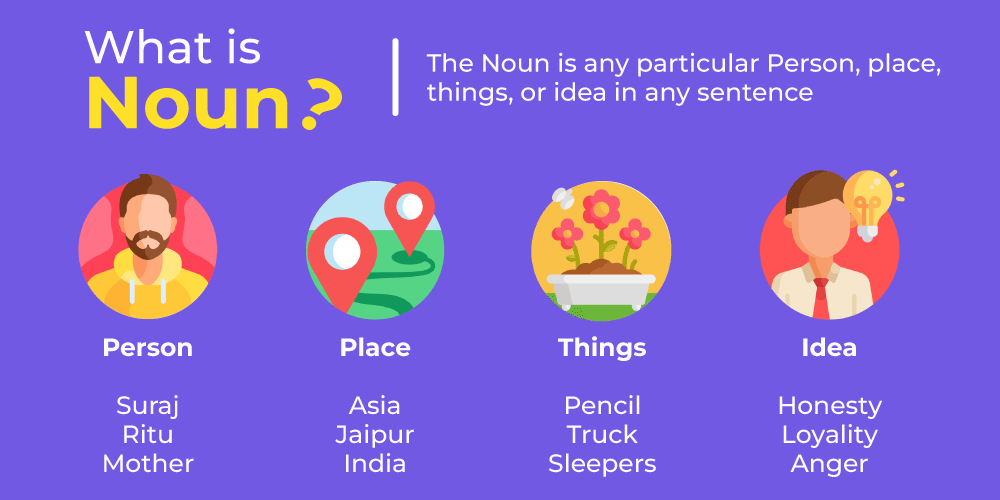 What is
Noun?
The Noun is any particular Person, place,
things, or idea in any sentence
Person
Suraj
Ritu
Mother
Place
Asia
Jaipur
India
Things
Pencil
Truck
Sleepers
Idea
Honesty
Loyality
Anger